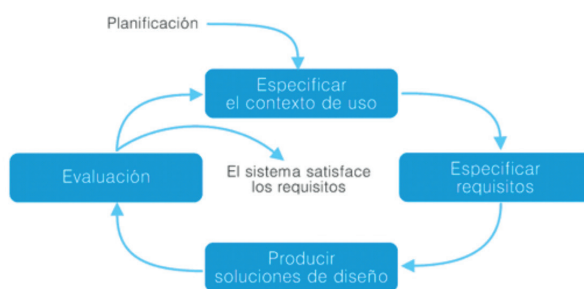 Planificación
Especificar
el contexto de uso
Evaluación
El sistema satisface
los requisitos
Especificar
requisitos
Producir
soluciones de diseño